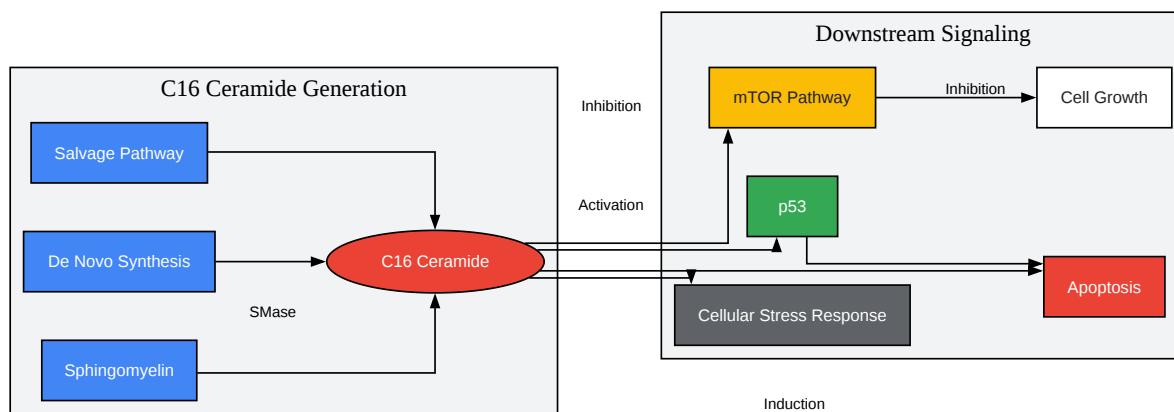 Downstream Signaling
C16 Ceramide Generation
Inhibition
mTOR Pathway
Inhibition
Cell Growth
Salvage Pathway
Activation
p53
De Novo Synthesis
C16 Ceramide
SMase
Cellular Stress Response
Apoptosis
Sphingomyelin
Induction